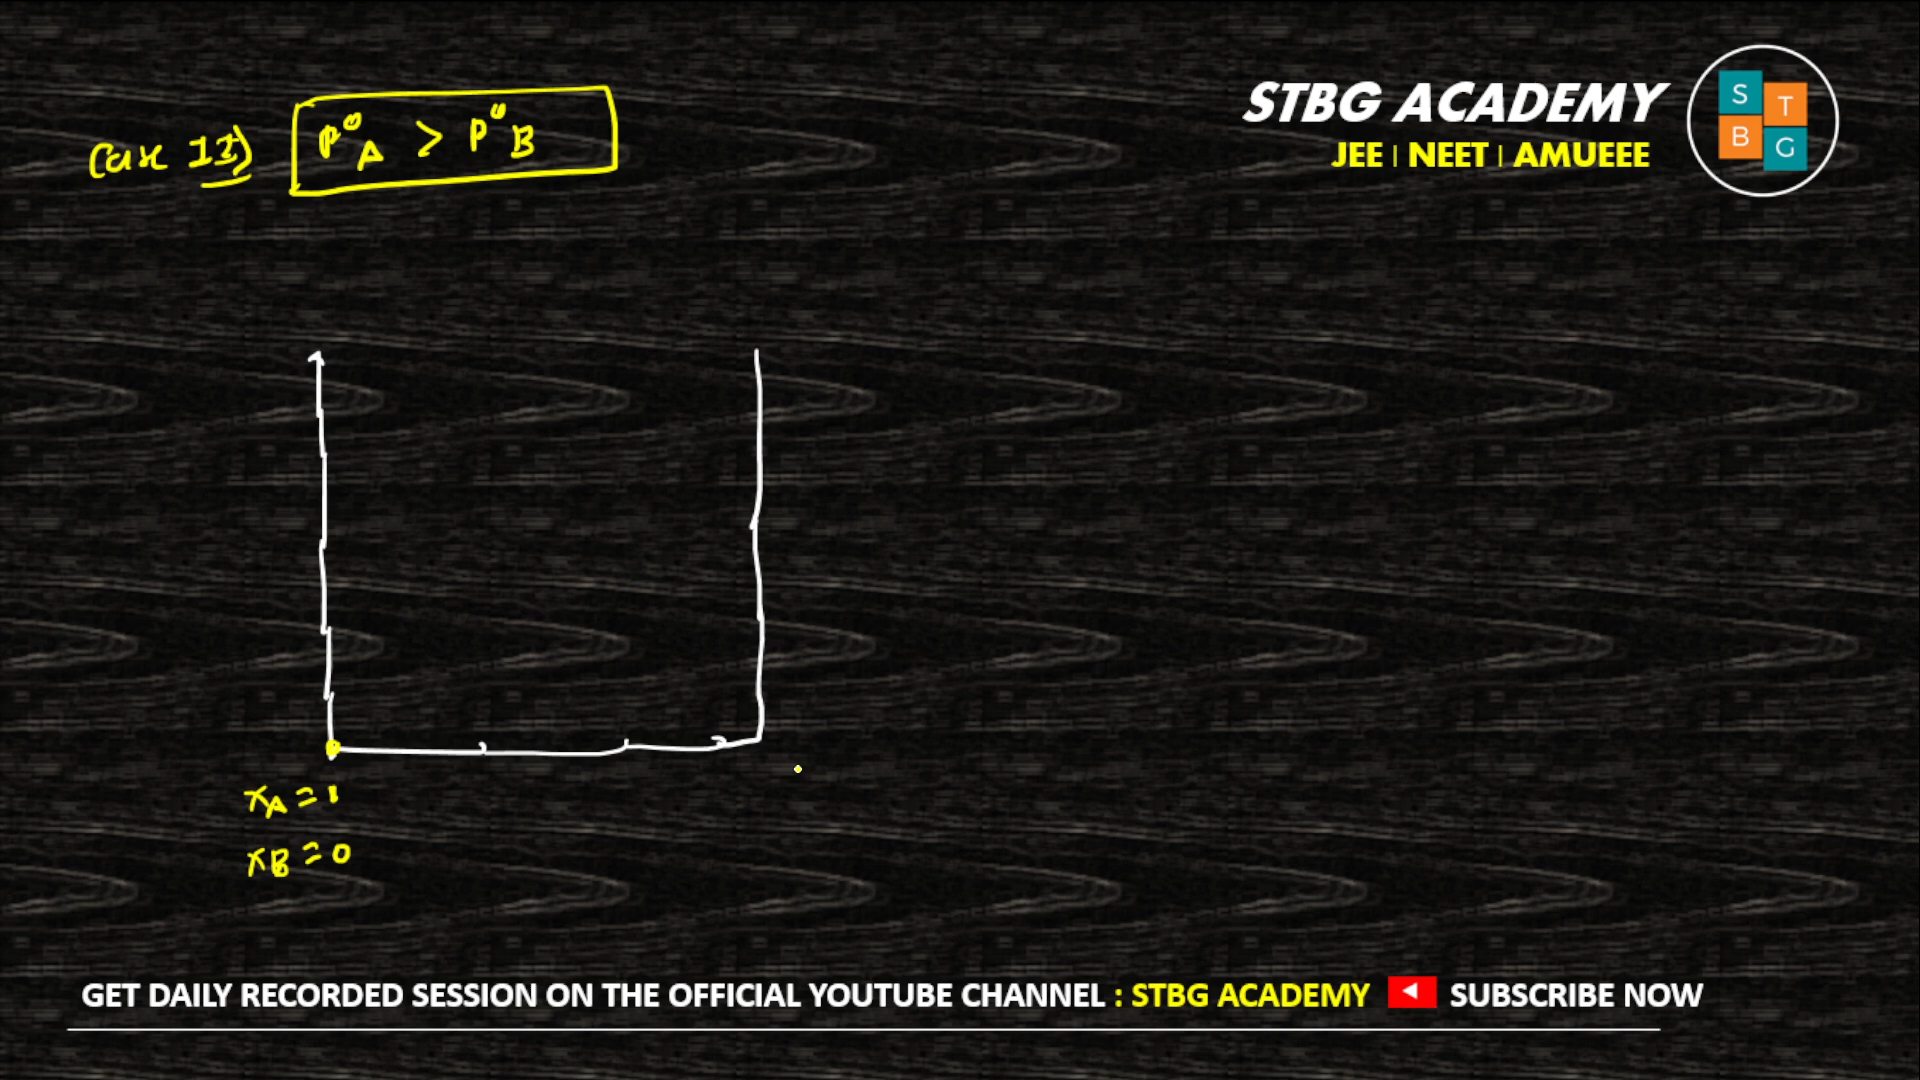 STBG ACADEMY
JEE | NEET | AMUEEE
S T
B G
Case II) P°A > P°B
xA = 1
xB = 0
GET DAILY RECORDED SESSION ON THE OFFICIAL YOUTUBE CHANNEL : STBG ACADEMY SUBSCRIBE NOW